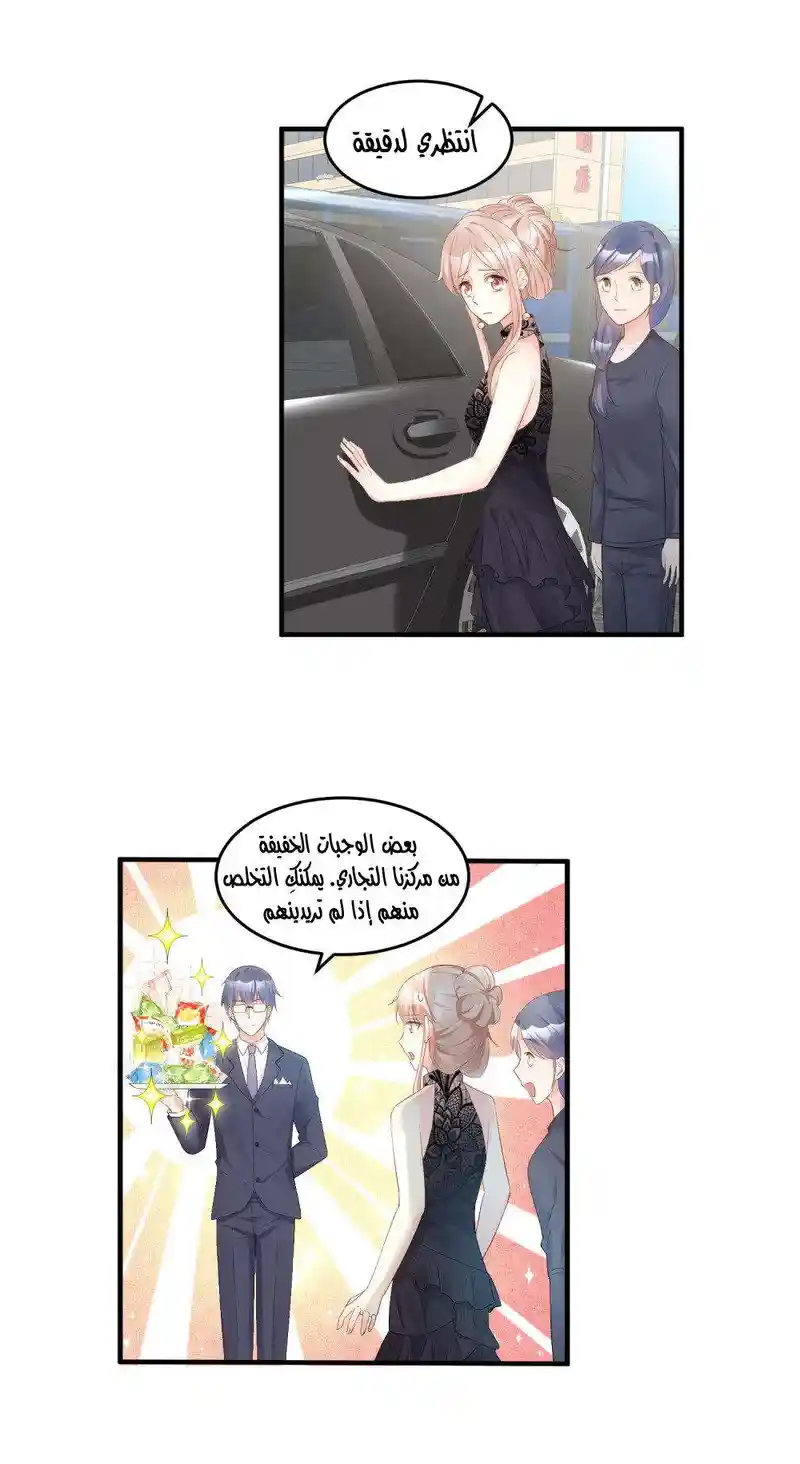 انتظري لدقيقة
بعض الوجبات الخفيفة
من مركزنا التجاري. يمكنكِ التخلص
منهم إذا لم تريدينهم